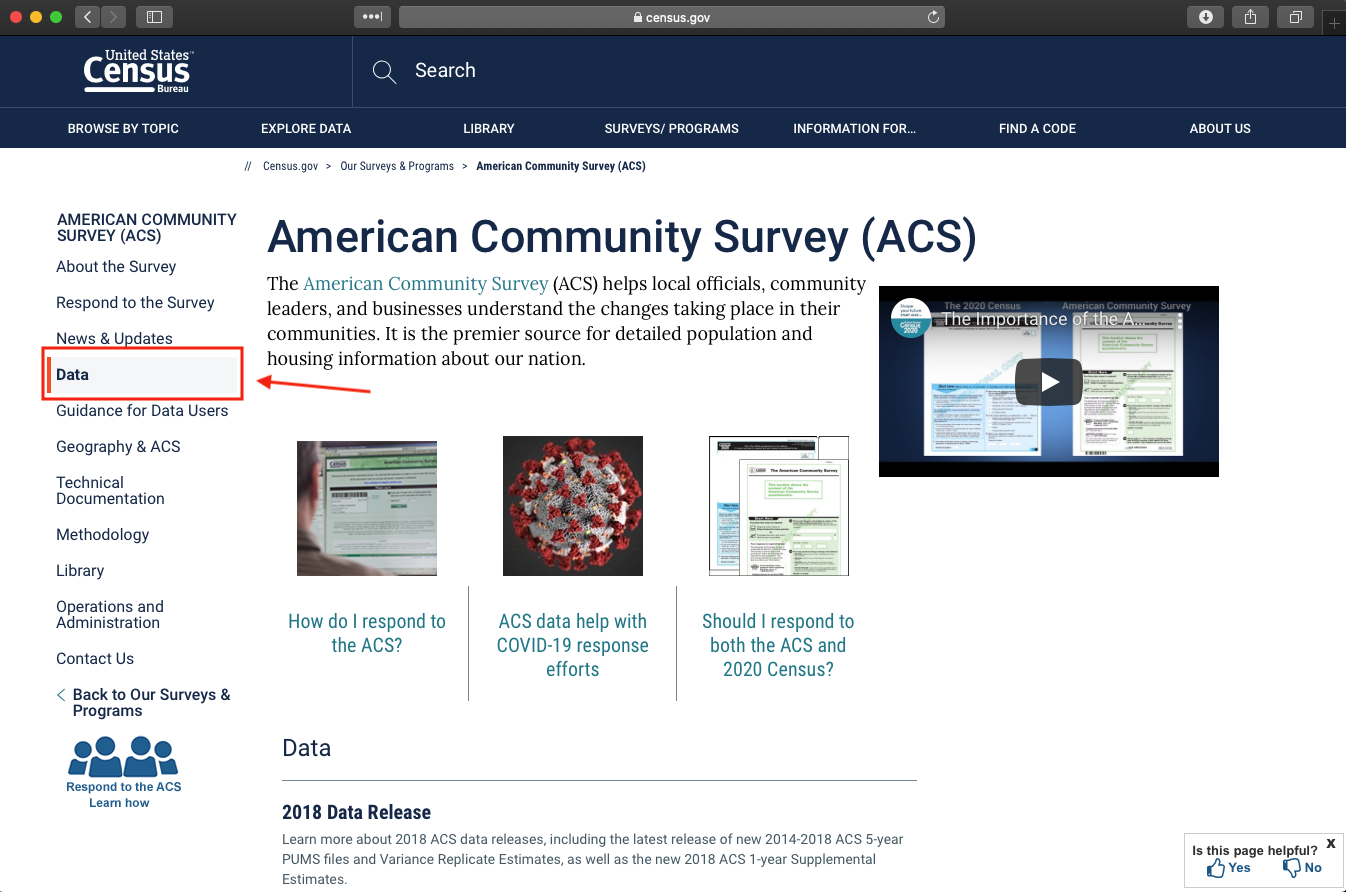 census.gov
United States™
Census
Bureau
Search
BROWSE BY TOPIC
EXPLORE DATA
LIBRARY
SURVEYS/ PROGRAMS
INFORMATION FOR...
FIND A CODE
ABOUT US
// Census.gov > Our Surveys & Programs > American Community Survey (ACS)
AMERICAN COMMUNITY
SURVEY (ACS)
About the Survey
Respond to the Survey
News & Updates
Data
Guidance for Data Users
Geography & ACS
Technical
Documentation
Methodology
Library
Operations and
Administration
Contact Us
Back to Our Surveys &
Programs
Respond to the ACS
Learn how
American Community Survey (ACS)
The American Community Survey (ACS) helps local officials, community
leaders, and businesses understand the changes taking place in their
communities. It is the premier source for detailed population and
housing information about our nation.
The 2020 Census
American Community Survey
The Importance of the A...
Census
2020
The American Community Survey
How do I respond to
the ACS?
ACS data help with
COVID-19 response
efforts
Should I respond to
both the ACS and
2020 Census?
Data
2018 Data Release
Learn more about 2018 ACS data releases, including the latest release of new 2014-2018 ACS 5-year
PUMS files and Variance Replicate Estimates, as well as the new 2018 ACS 1-year Supplemental
Estimates.
Is this page helpful?
X
Yes
No